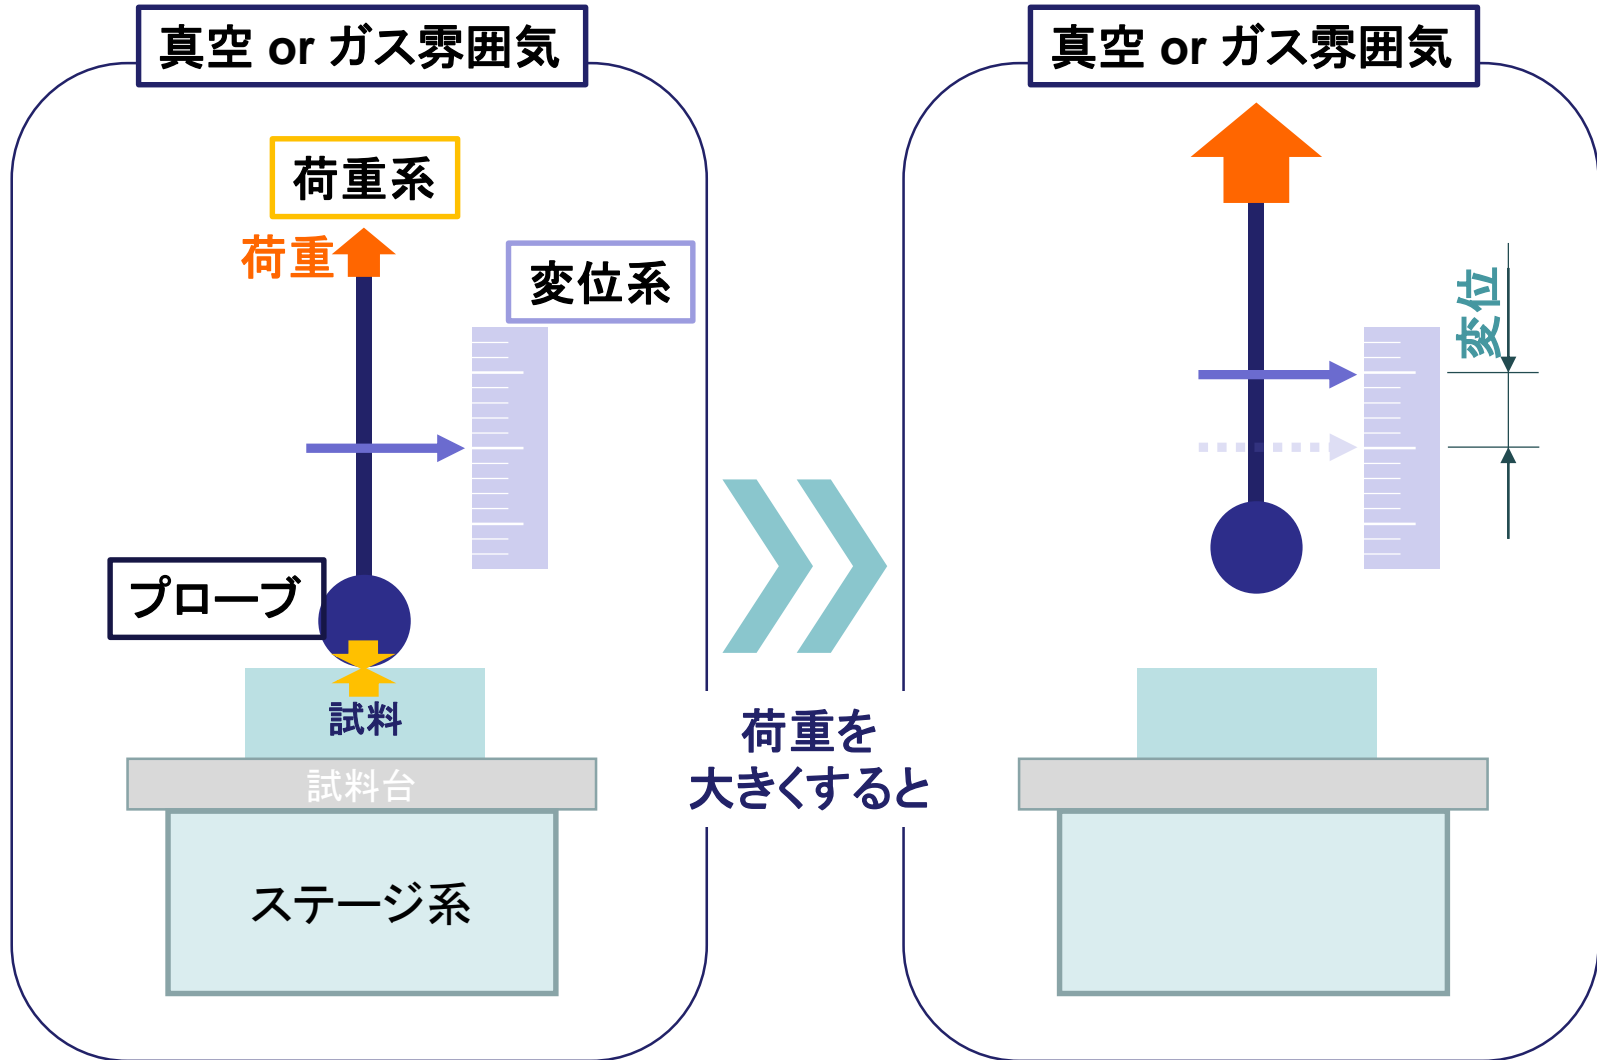 真空 or ガス雰囲気
荷重系
荷重
変位系
プローブ
試料
試料台
ステージ系
荷重を
大きくすると
真空 or ガス雰囲気
変位